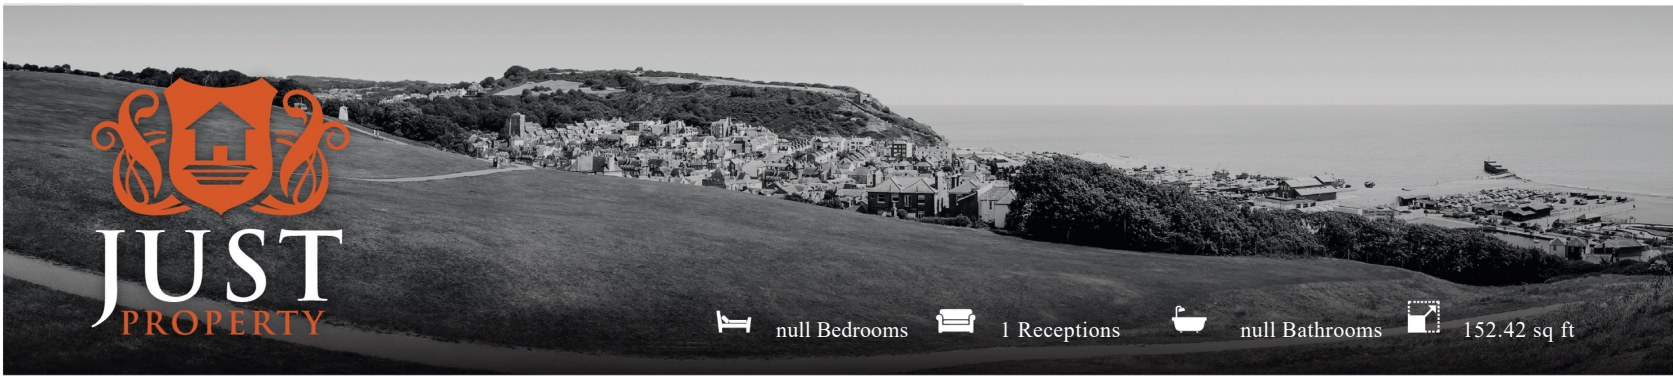 JUST
PROPERTY
null Bedrooms 1 Receptions null Bathrooms 152.42 sq ft